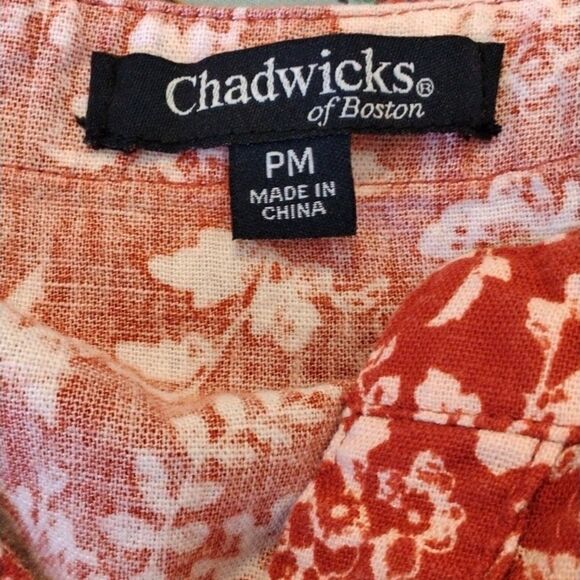 Chadwicks®
of Boston
PM
MADE IN
CHINA